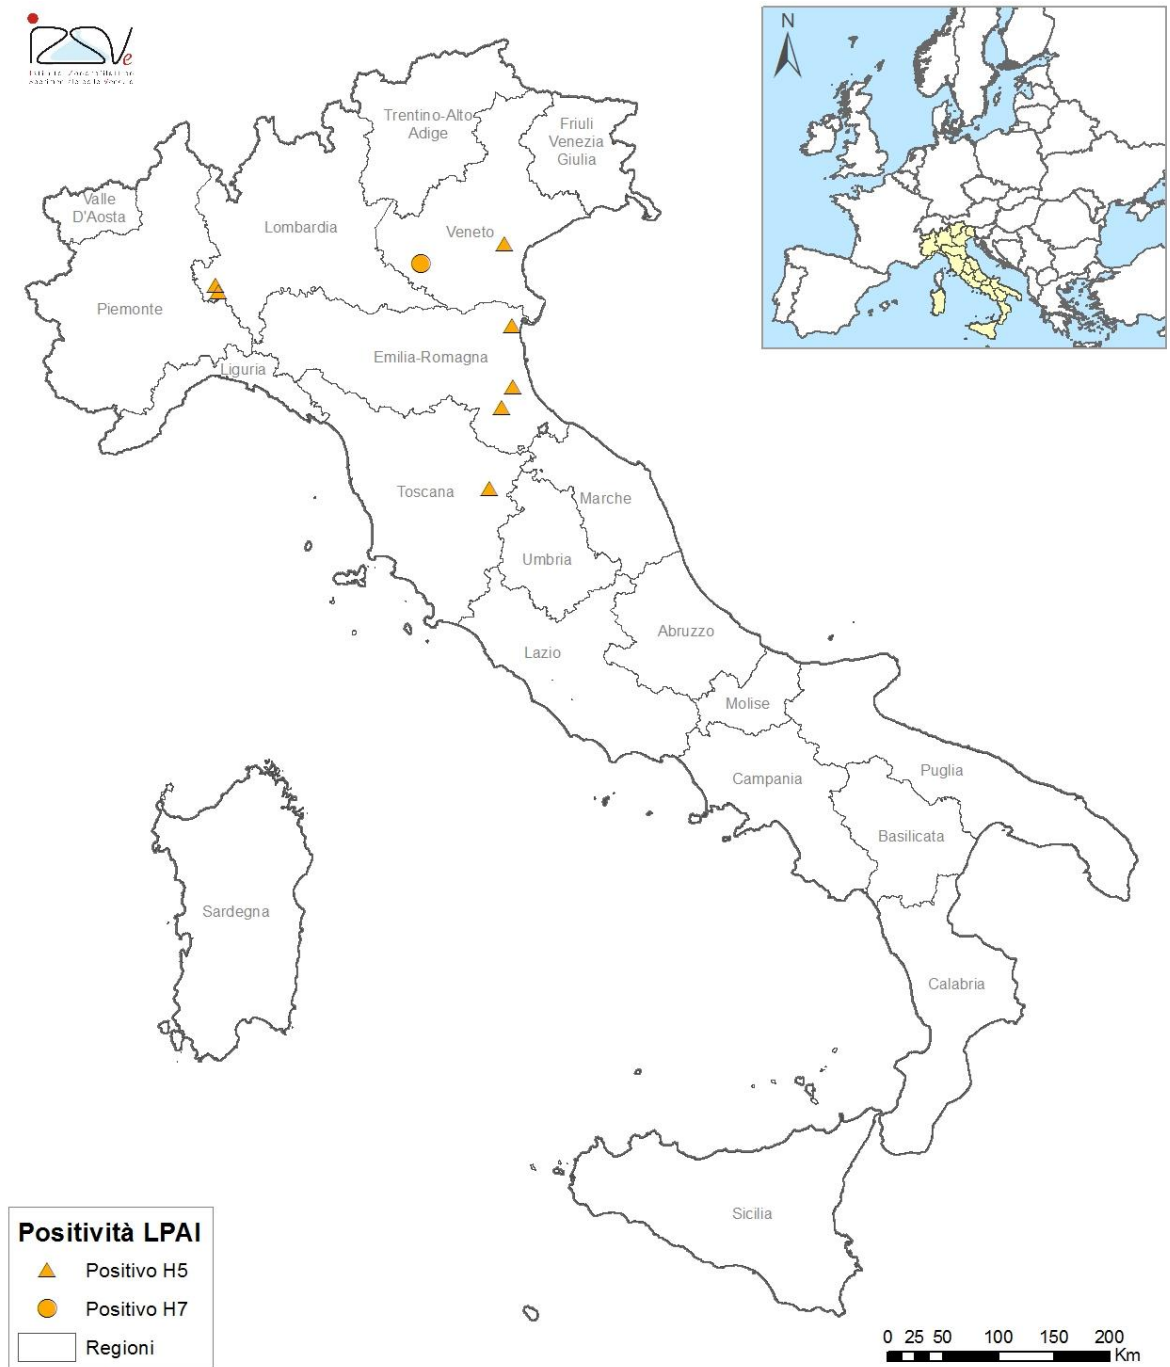 IZSVe
N
Trentino-Alto
Adige
Friuli
Venezia
Giulia
Valle
D'Aosta
Lombardia
Veneto
Piemonte
Emilia-Romagna
Liguria
Toscana
Marche
Umbria
Abruzzo
Lazio
Molise
Campania
Puglia
Basilicata
Sardegna
Calabria
Sicilia
Positività LPAI
Positivo H5
Positivo H7
Regioni
0 25 50 100 150 200
Km